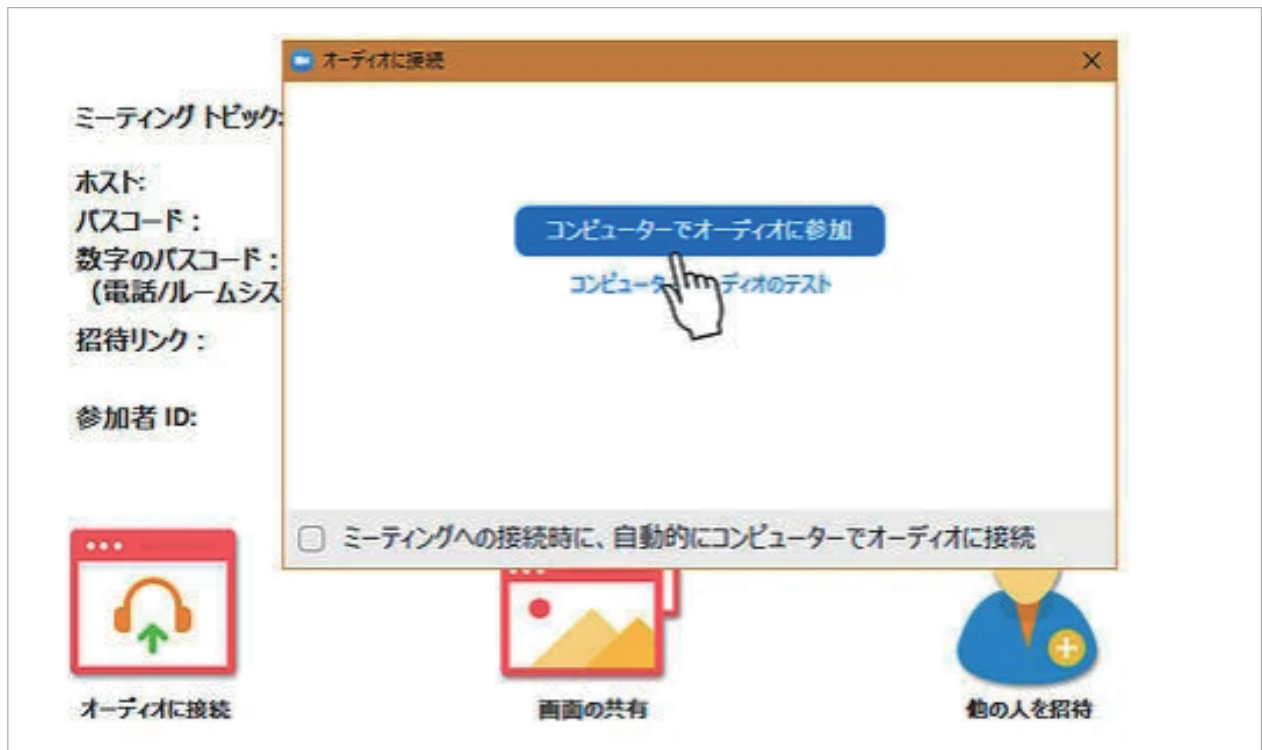 オーディオに接続
ミーティング トピック:
ホスト:
パスコード :
数字のパスコード :
(電話/ルームシス
招待リンク :
参加者 ID:
コンピューターでオーディオに参加
コンピュータ ディオのテスト
ミーティングへの接続時に、自動的にコンピューターでオーディオに接続
オーディオに接続
画面の共有
他の人を招待